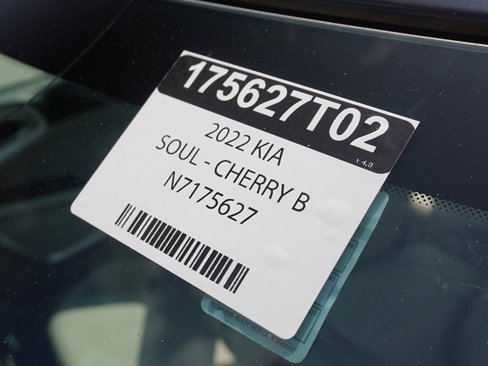 175627T02
v 4.0
2022 KIA
SOUL - CHERRY B
N7175627